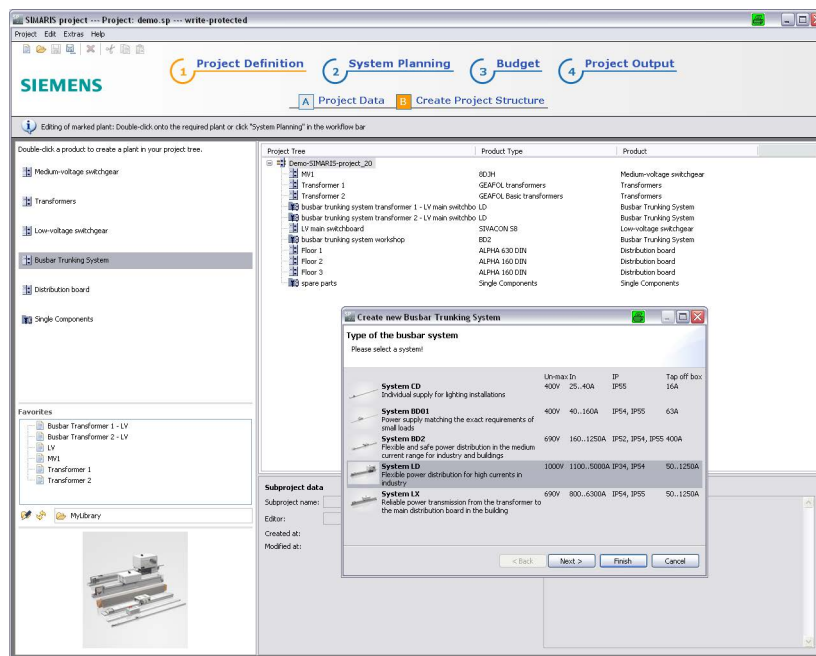 SIMARIS project --- Project: demo.sp --- write-protected
Project Edit Extras Help
SIEMENS
1 Project Definition 2 System Planning 3 Budget 4 Project Output
A Project Data B Create Project Structure
Editing of marked plant: Double-click onto the required plant or click "System Planning" in the workflow bar
Double-click a product to create a plant in your project tree.
Medium-voltage switchgear
Transformers
Low-voltage switchgear
Busbar Trunking System
Distribution board
Single Components
Project Tree Product Type Product
Demo-SIMARIS-project_20
MV1 8DJH Medium-voltage switchgear
Transformer 1 GEAFOL transformers Transformers
Transformer 2 GEAFOL Basic transformers Transformers
busbar trunking system transformer 1 - LV main switchbo LD Busbar Trunking System
busbar trunking system transformer 2 - LV main switchbo LD Busbar Trunking System
LV main switchboard SIVACON S8 Low-voltage switchgear
busbar trunking system workshop BD2 Busbar Trunking System
Floor 1 ALPHA 630 DIN Distribution board
Floor 2 ALPHA 160 DIN Distribution board
Floor 3 ALPHA 160 DIN Distribution board
spare parts Single Components Single Components
Create new Busbar Trunking System
Type of the busbar system
Please select a system!
Un-max In IP Tap off box
System CD 400V 25..40A IP55 16A
Individual supply for lighting installations
System BD01 400V 40..160A IP54, IP55 63A
Power supply matching the exact requirements of
small loads
System BD2 690V 160..1250A IP52, IP54, IP55 400A
Flexible and safe power distribution in the medium
current range for industry and buildings
System LD 1000V 1100..5000A IP34, IP54 50..1250A
Flexible power distribution for high currents in
industry
System LX 690V 800..6300A IP54, IP55 50..1250A
Reliable power transmission from the transformer to
the main distribution board in the building
< Back Next > Finish Cancel
Favorites
Busbar Transformer 1 - LV
Busbar Transformer 2 - LV
LV
MV1
Transformer 1
Transformer 2
MyLibrary
Subproject data
Subproject name:
Editor:
Created at:
Modified at: